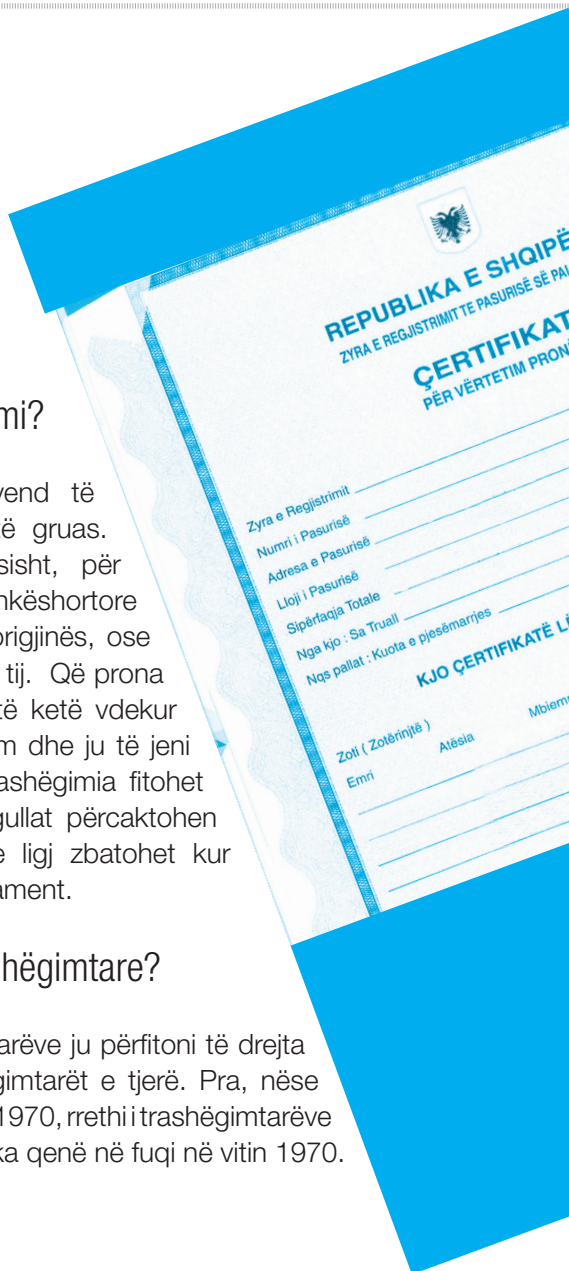 REPUBLIKA E SHQIPË
ZYRA E REGJISTRIMIT TE PASURISË SË PAL
ÇERTIFIKAT
PËR VËRTETIM PRONË
Zyra e Regjistrimit
Numri i Pasurisë
Adresa e Pasurisë
Lloji i Pasurisë
Sipërfaqja Totale
Nga kjo : Sa Truall
Nqs pallat : Kuota e pjesëmarrjes
KJO ÇERTIFIKATË LË
Zoti ( Zotërinjtë )
Emri Atësia Mbiem
mi?
vend të
të gruas.
sisht, për
hkëshortore
origjinës, ose
tij. Që prona
të ketë vdekur
m dhe ju të jeni
ashëgimia fitohet
gullat përcaktohen
e ligj zbatohet kur
ament.
hëgimtare?
arëve ju përfitoni të drejta
gimtarët e tjerë. Pra, nëse
1970, rrethi i trashëgimtarëve
ka qenë në fuqi në vitin 1970.